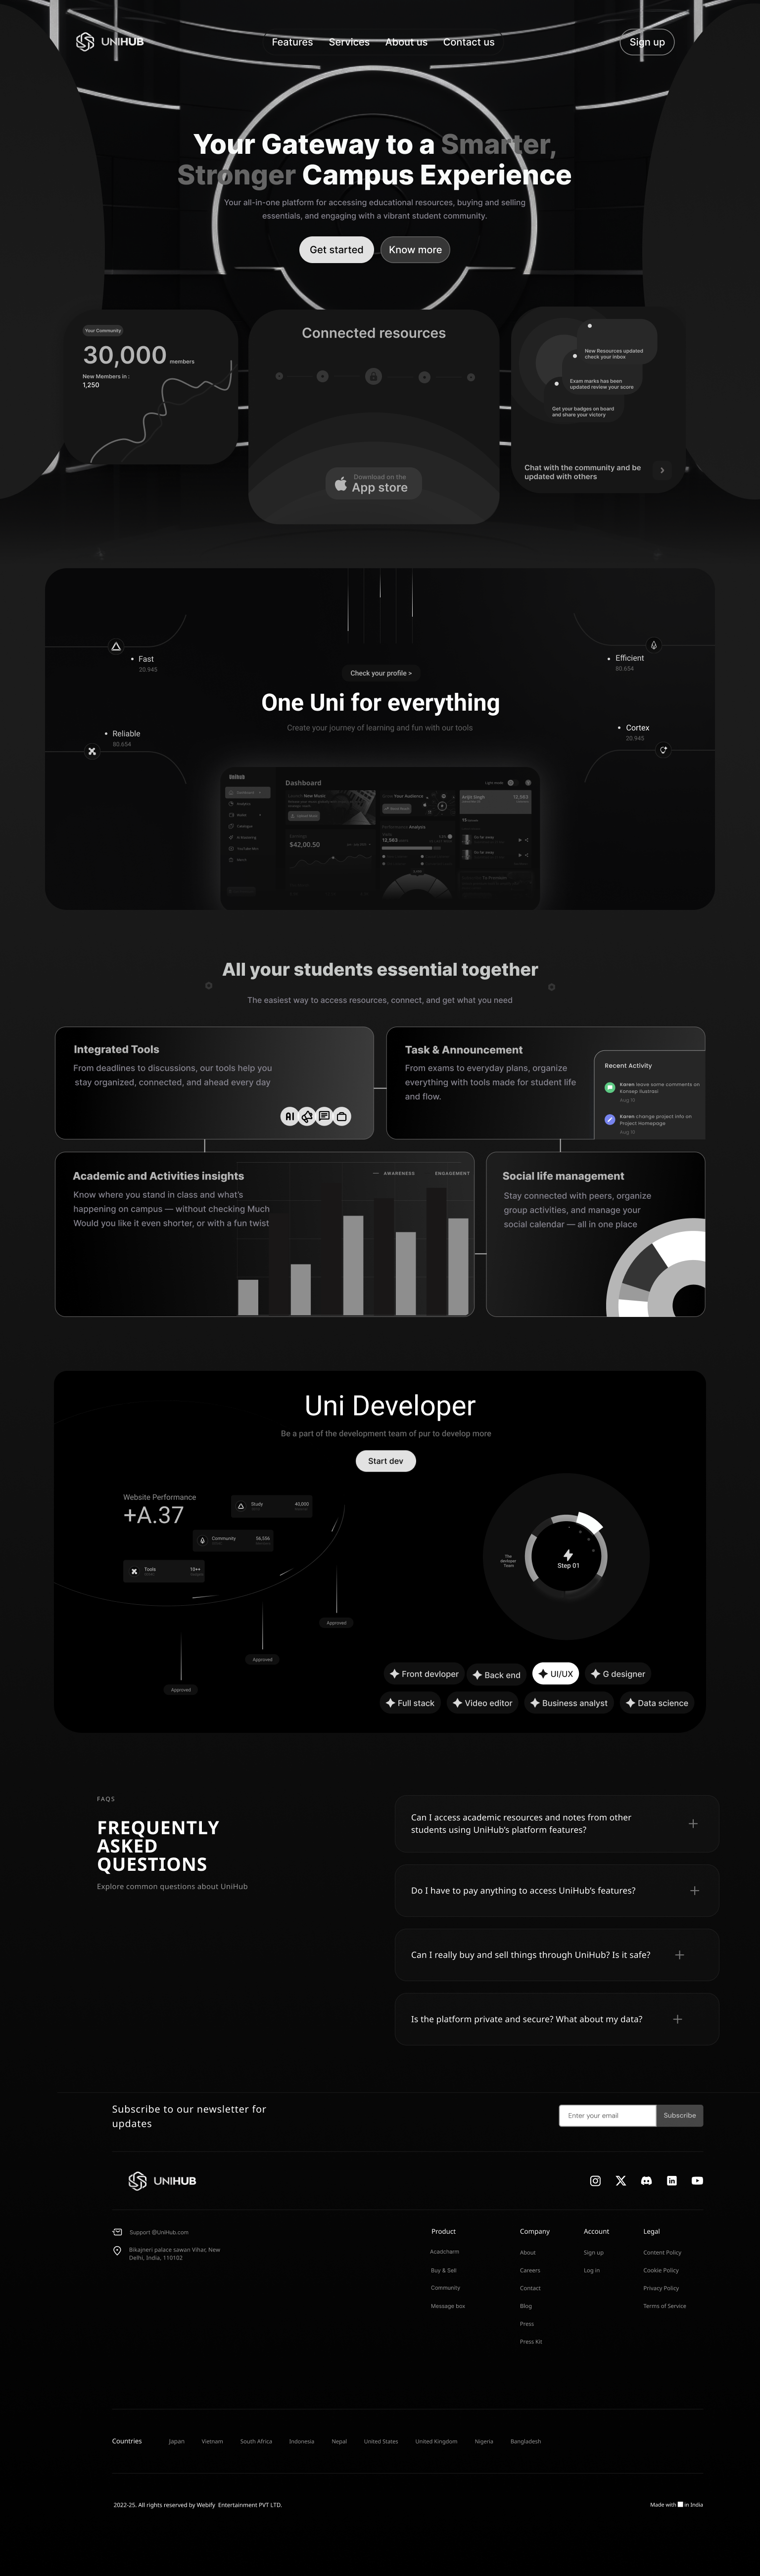 UNIHUB
Features
Services
About us
Contact us
Sign up
Your Gateway to a Smarter,
Stronger Campus Experience
Your all-in-one platform for accessing educational resources, buying and selling
essentials, and engaging with a vibrant student community.
Get started
Know more
Your Community
30,000 members
New Members in :
1,250
Connected resources
Download on the
App store
New Resources updated
check your inbox
Exam marks has been
updated review your score
Get your badges on board
and share your victory
Chat with the community and be
updated with others
Fast
20.945
Efficient
80.654
Check your profile >
One Uni for everything
Create your journey of learning and fun with our tools
Reliable
80.654
Cortex
20.945
Unihub
Dashboard
$42,00.50
12,563
All your students essential together
The easiest way to access resources, connect, and get what you need
Integrated Tools
From deadlines to discussions, our tools help you
stay organized, connected, and ahead every day
AI
Task & Announcement
From exams to everyday plans, organize
everything with tools made for student life
and flow.
Recent Activity
Karen leave some comments on
Konsep Ilustrasi
Aug 10
Karen change project info on
Project Homepage
Aug 10
Academic and Activities insights
Know where you stand in class and what's
happening on campus — without checking Much
Would you like it even shorter, or with a fun twist
AWARENESS
ENGAGEMENT
Social life management
Stay connected with peers, organize
group activities, and manage your
social calendar — all in one place
Uni Developer
Be a part of the development team of pur to develop more
Start dev
Website Performance
+A.37
Study
40,000
Community
56,556
Tools
10++
Approved
Approved
Approved
The
devloper
Team
Step 01
Front devloper
Back end
UI/UX
G designer
Full stack
Video editor
Business analyst
Data science
FAQS
FREQUENTLY
ASKED
QUESTIONS
Explore common questions about UniHub
Can I access academic resources and notes from other
students using UniHub's platform features?
Do I have to pay anything to access UniHub's features?
Can I really buy and sell things through UniHub? Is it safe?
Is the platform private and secure? What about my data?
Subscribe to our newsletter for
updates
Enter your email
Subscribe
UNIHUB
Support @UniHub.com
Bikajneri palace sawan Vihar, New
Delhi, India, 110102
Product
Acadcharm
Buy & Sell
Community
Message box
Company
About
Careers
Contact
Blog
Press
Press Kit
Account
Sign up
Log in
Legal
Content Policy
Cookie Policy
Privacy Policy
Terms of Service
Countries
Japan
Vietnam
South Africa
Indonesia
Nepal
United States
United Kingdom
Nigeria
Bangladesh
2022-25. All rights reserved by Webify Entertainment PVT LTD.
Made with in India